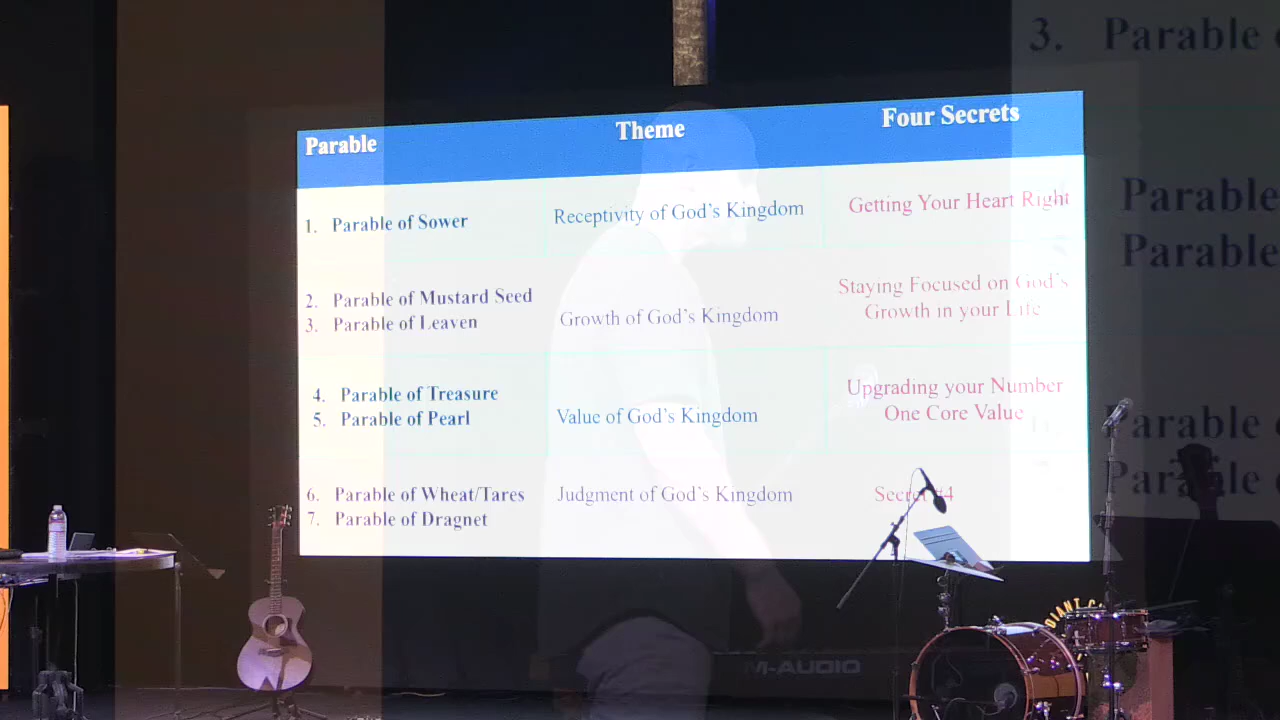 Parable Theme Four Secrets
1. Parable of Sower Receptivity of God's Kingdom Getting Your Heart Right
2. Parable of Mustard Seed
3. Parable of Leaven
Growth of God's Kingdom
Staying Focused on God's
Growth in your Life
4. Parable of Treasure
5. Parable of Pearl
Value of God's Kingdom
Upgrading your Number
One Core Value
6. Parable of Wheat/Tares
7. Parable of Dragnet
Judgment of God's Kingdom
Secret #4
3. Parable
Parable
Parable
Parable
Parable
M-AUDIO